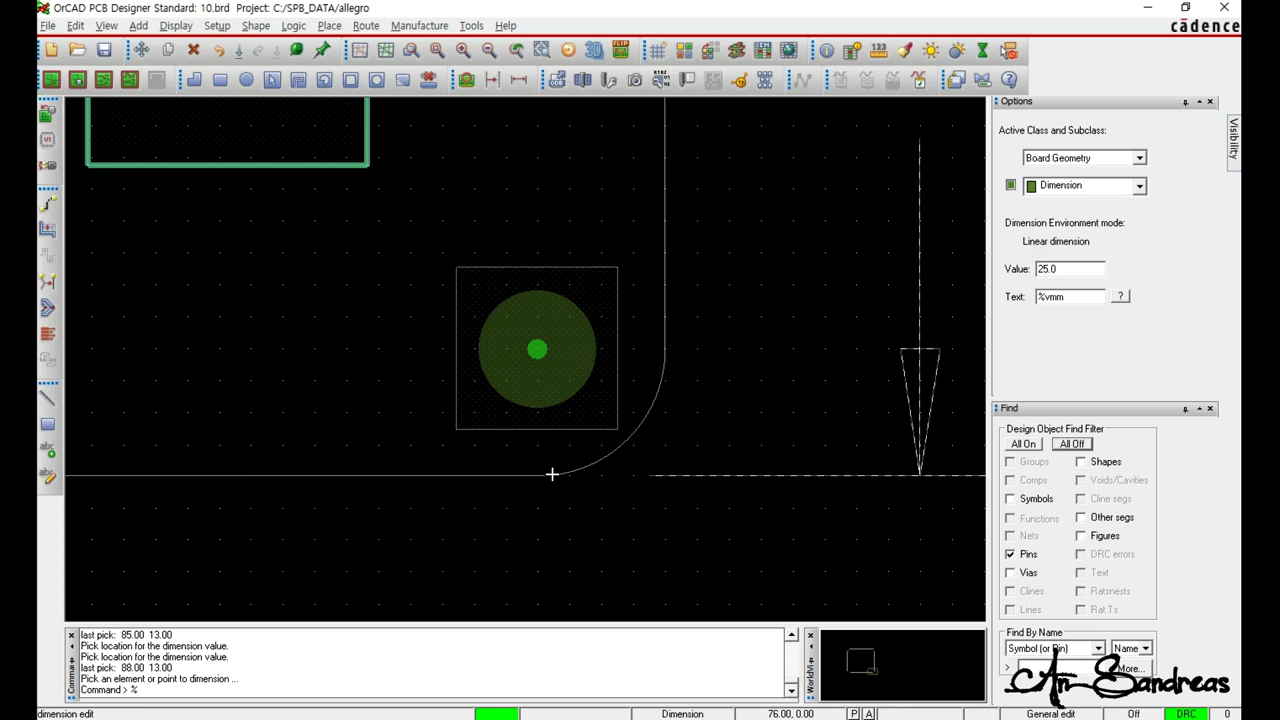 OrCAD PCB Designer Standard: 10.brd Project: C:/SPB_DATA/allegro
File Edit View Add Display Setup Shape Logic Place Route Manufacture Tools Help
cādence
Options
Active Class and Subclass:
Board Geometry
Dimension
Dimension Environment mode:
Linear dimension
Value: 25.0
Text: %vmm ?
Visibility
Find
Design Object Find Filter
All On All Off
Groups Shapes
Comps Voids/Cavities
Symbols Cline segs
Functions Other segs
Nets Figures
Pins DRC errors
Vias Text
Clines Ratsnests
Lines Rat Ts
Find By Name
Symbol (or Pin) Name
> More...
last pick: 85.00 13.00
Pick location for the dimension value.
Pick location for the dimension value.
last pick: 88.00 13.00
Pick an element or point to dimension ...
Command > %
WorldVi
An Sandreas
dimension edit Dimension 76.00, 0.00 P A General edit Off DRC 0